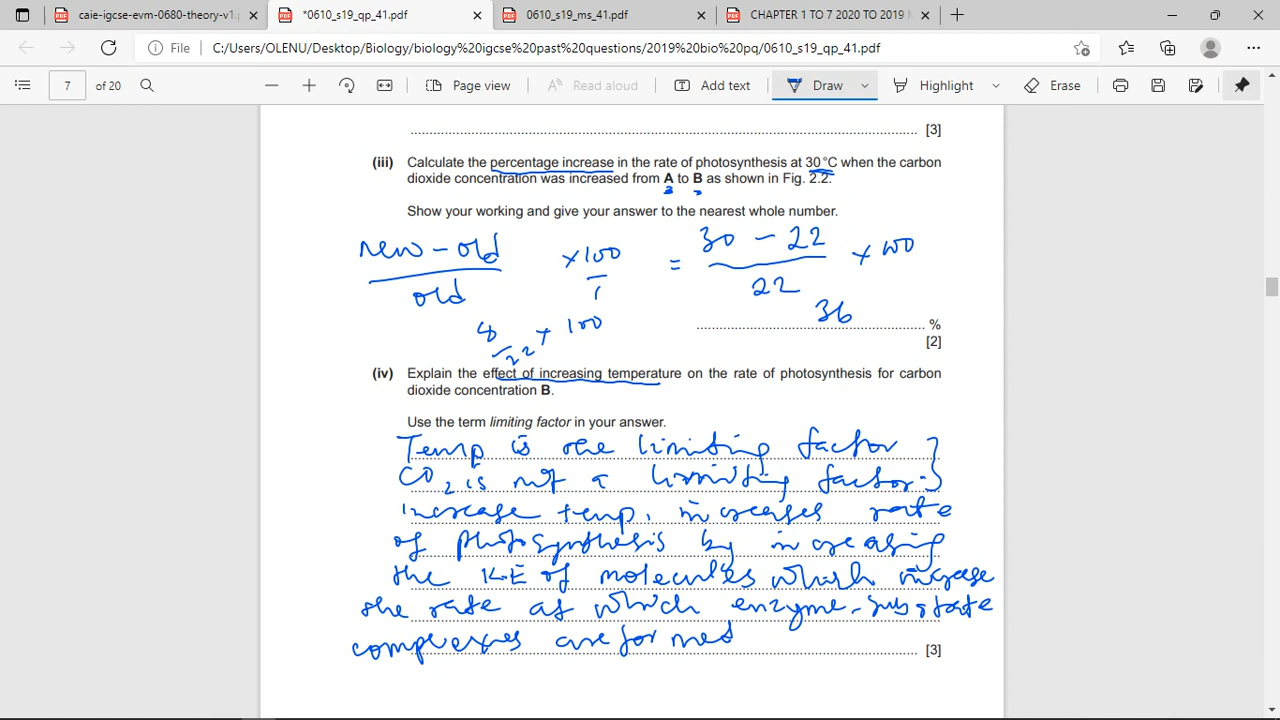 caie-igcse-evm-0680-theory-v1.p
*0610_s19_qp_41.pdf
0610_s19_ms_41.pdf
CHAPTER 1 TO 7 2020 TO 2019
File C:/Users/OLENU/Desktop/Biology/biology%20igcse%20past%20questions/2019%20bio%20pq/0610_s19_qp_41.pdf
7 of 20 Page view Read aloud Add text Draw Highlight Erase
[3]
(iii) Calculate the percentage increase in the rate of photosynthesis at 30 °C when the carbon
dioxide concentration was increased from A to B as shown in Fig. 2.2.
Show your working and give your answer to the nearest whole number.
new - old × 100 = 30 - 22 × 100
old 1 22
8 × 100 36 %
22
[2]
(iv) Explain the effect of increasing temperature on the rate of photosynthesis for carbon
dioxide concentration B.
Use the term limiting factor in your answer.
Temp is the limiting factor
CO2 is not a limiting factor.
increase temp, increases rate
of photosynthesis by increasing
the K.E of molecules which increase
the rate at which enzyme-substate
complexes are formed
[3]